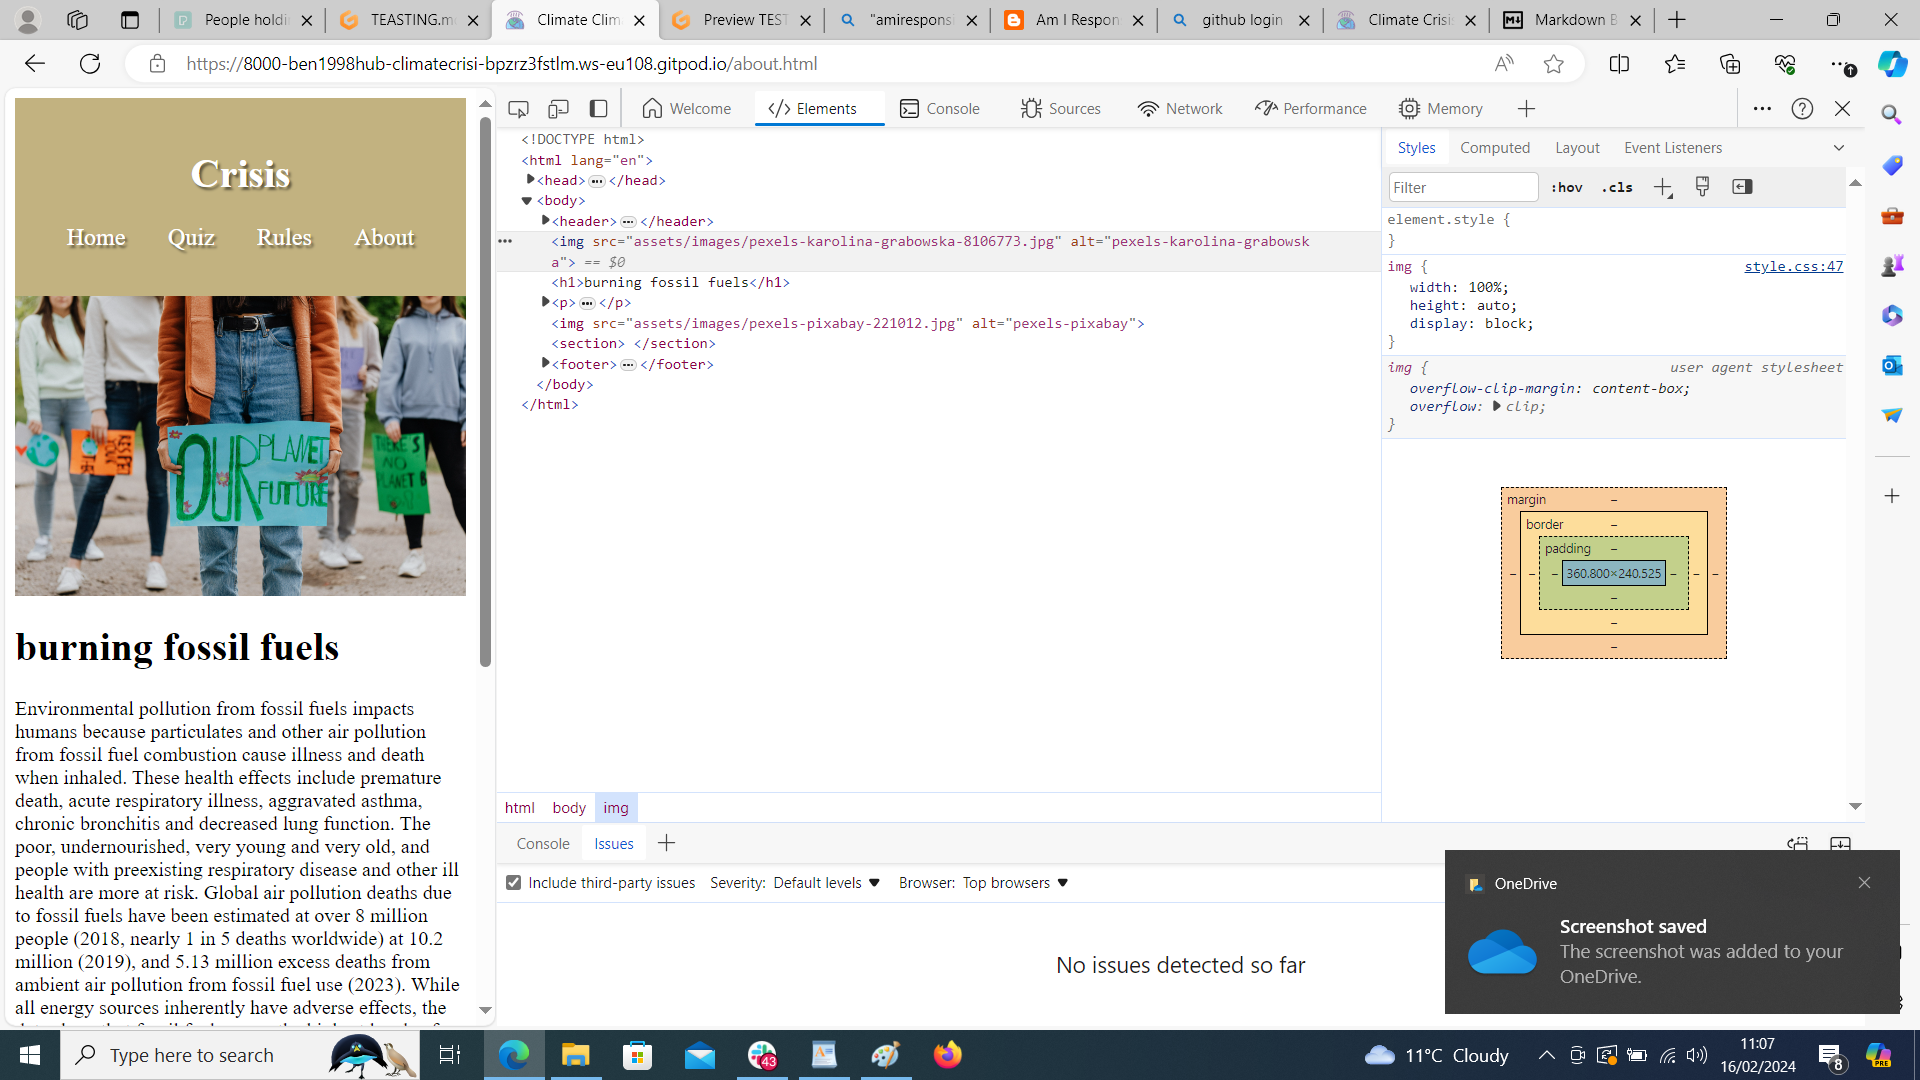 People holdi
TEASTING.m
Climate Clim
Preview TEST
"amiresponsi
Am I Respon
github login
Climate Crisi
Markdown B
https://8000-ben1998hub-climatecrisi-bpzrz3fstlm.ws-eu108.gitpod.io/about.html
Crisis
Home Quiz Rules About
OUR PLANET
OUR FUTURE
THERE'S
NO
PLANET B
burning fossil fuels
Environmental pollution from fossil fuels impacts
humans because particulates and other air pollution
from fossil fuel combustion cause illness and death
when inhaled. These health effects include premature
death, acute respiratory illness, aggravated asthma,
chronic bronchitis and decreased lung function. The
poor, undernourished, very young and very old, and
people with preexisting respiratory disease and other ill
health are more at risk. Global air pollution deaths due
to fossil fuels have been estimated at over 8 million
people (2018, nearly 1 in 5 deaths worldwide) at 10.2
million (2019), and 5.13 million excess deaths from
ambient air pollution from fossil fuel use (2023). While
all energy sources inherently have adverse effects, the
Welcome Elements Console Sources Network Performance Memory
<!DOCTYPE html>
<html lang="en">
<head> ••• </head>
<body>
<header> ••• </header>
<img src="assets/images/pexels-karolina-grabowska-8106773.jpg" alt="pexels-karolina-grabowsk
a"> == $0
<h1>burning fossil fuels</h1>
<p> ••• </p>
<img src="assets/images/pexels-pixabay-221012.jpg" alt="pexels-pixabay">
<section> </section>
<footer> ••• </footer>
</body>
</html>
html body img
Styles Computed Layout Event Listeners
Filter :hov .cls
element.style {
}
img { style.css:47
width: 100%;
height: auto;
display: block;
}
img { user agent stylesheet
overflow-clip-margin: content-box;
overflow: clip;
}
margin –
border –
padding –
– – – 360.800×240.525 – – –
–
–
–
Console Issues
Include third-party issues Severity: Default levels Browser: Top browsers
No issues detected so far
OneDrive
Screenshot saved
The screenshot was added to your
OneDrive.
Type here to search
43
11°C Cloudy
11:07
16/02/2024
8
PRE